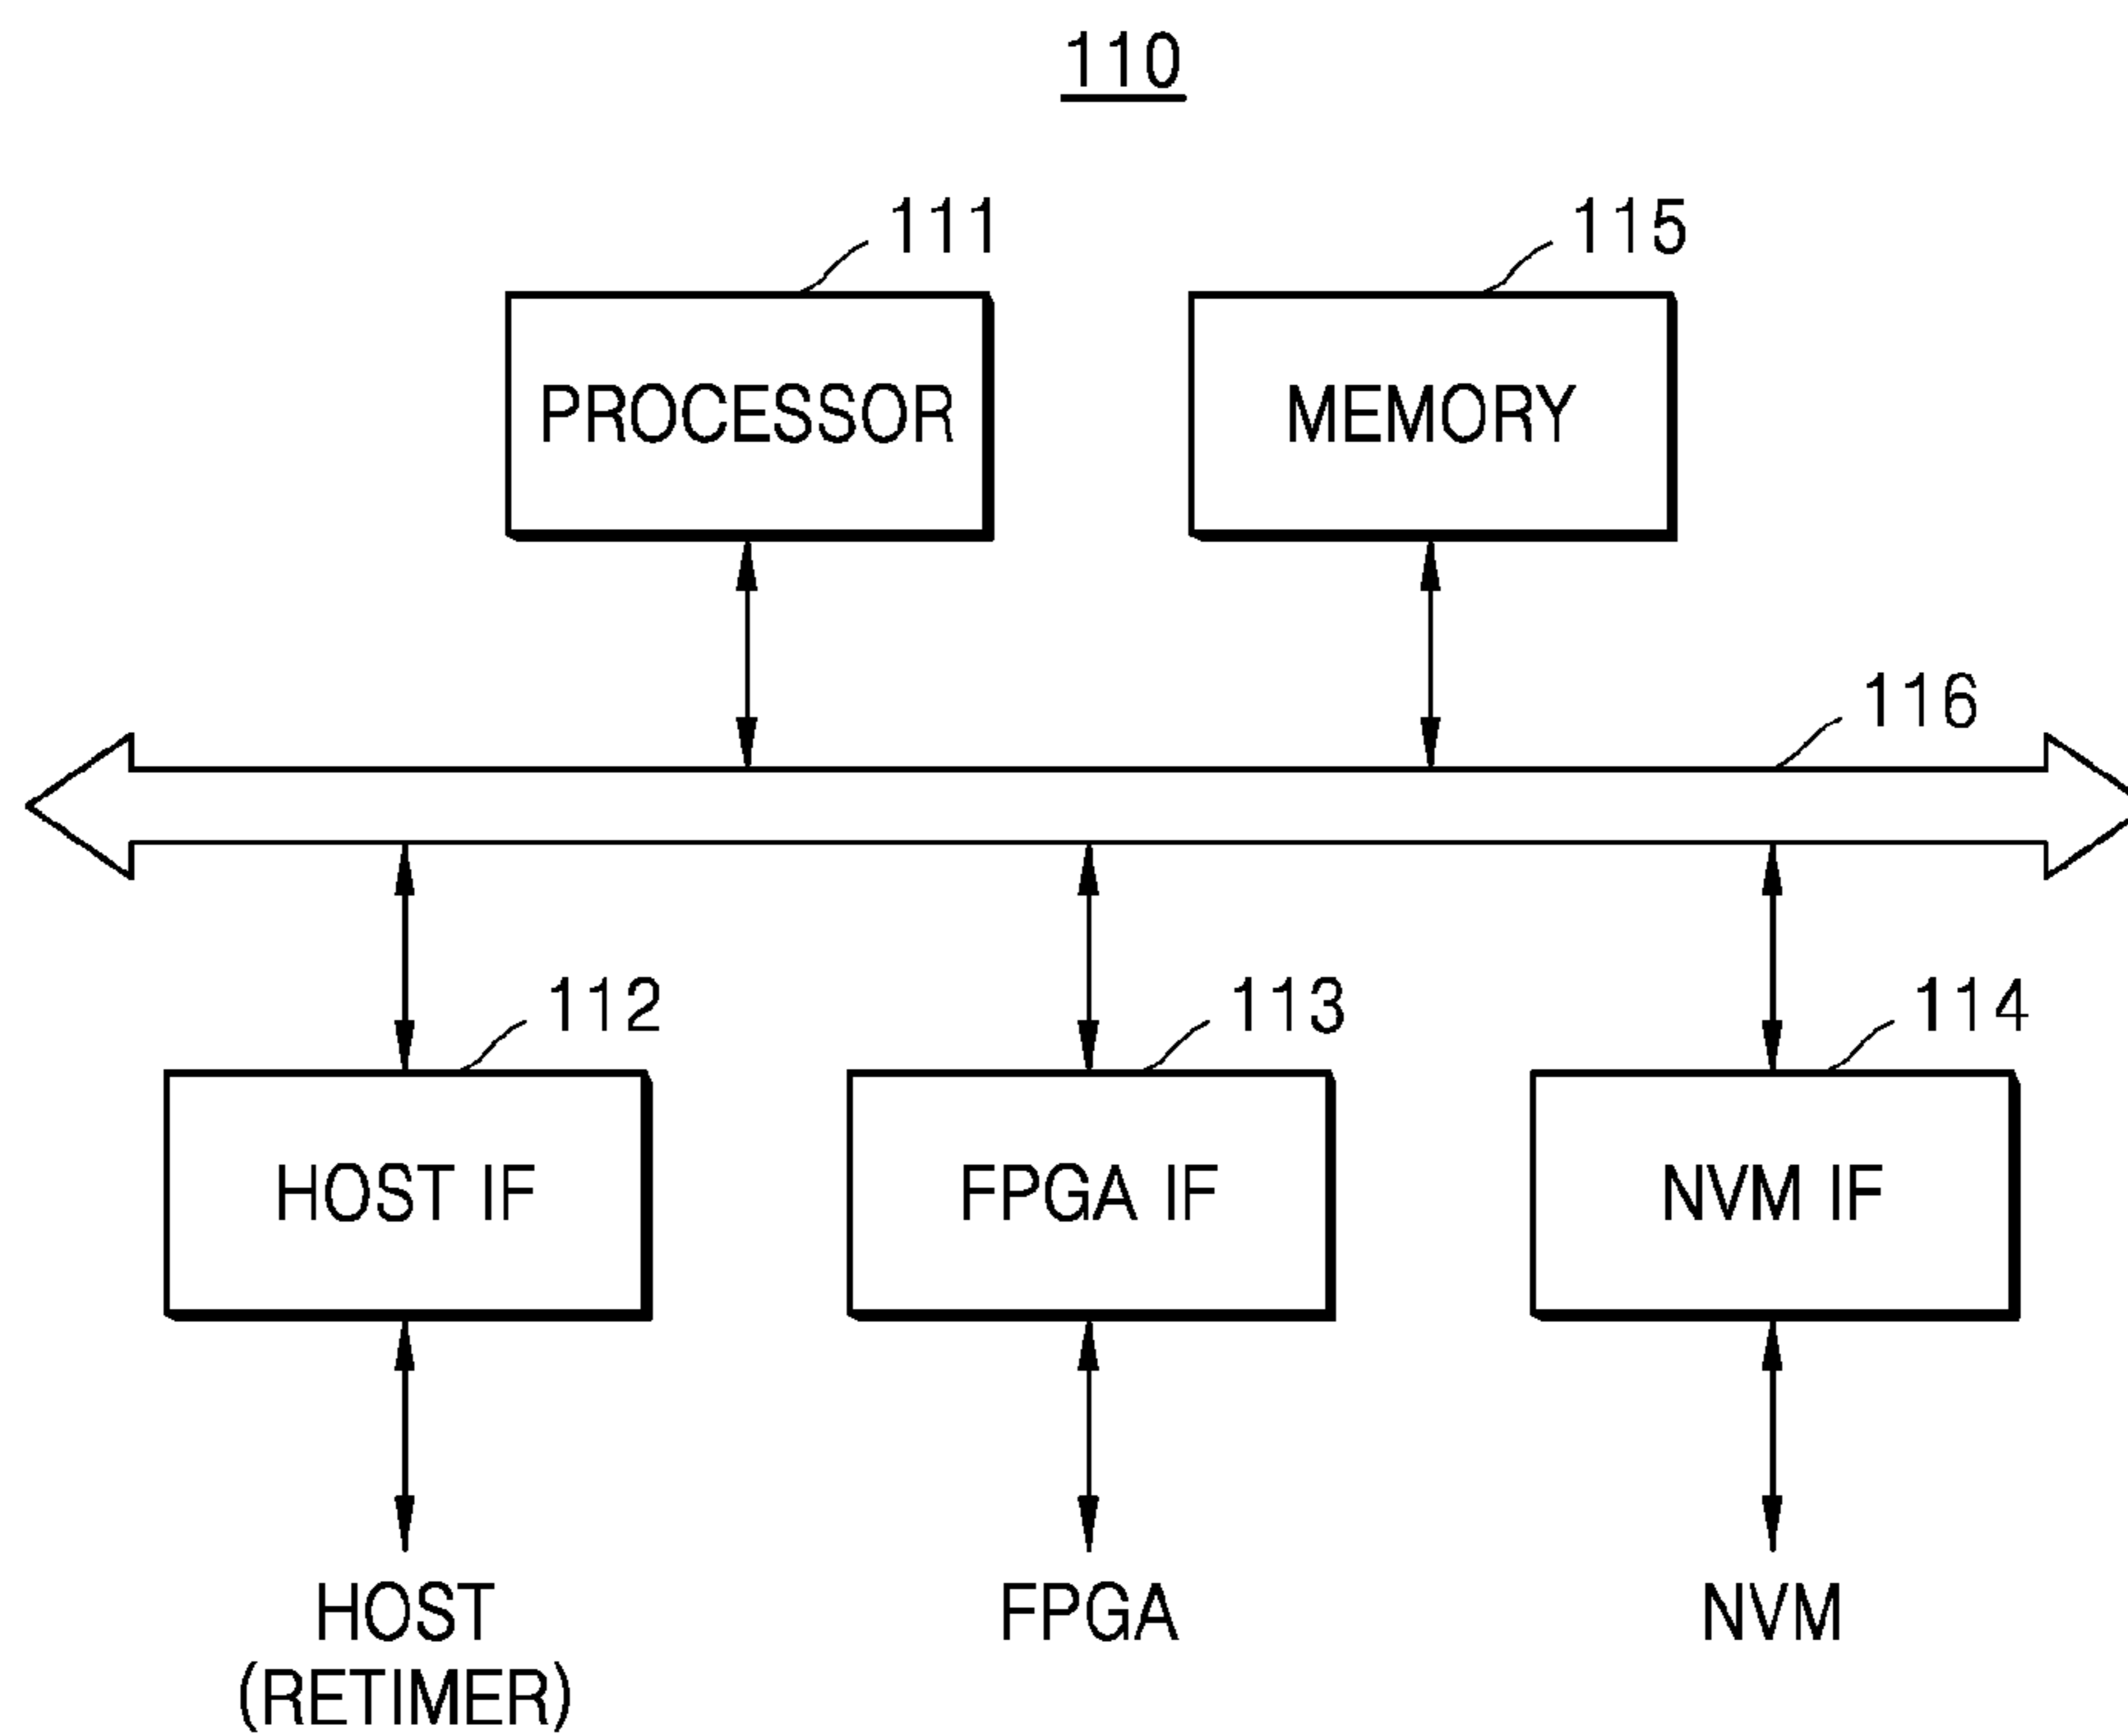 110
111
115
PROCESSOR
MEMORY
116
112
113
114
HOST IF
FPGA IF
NVM IF
HOST
(RETIMER)
FPGA
NVM